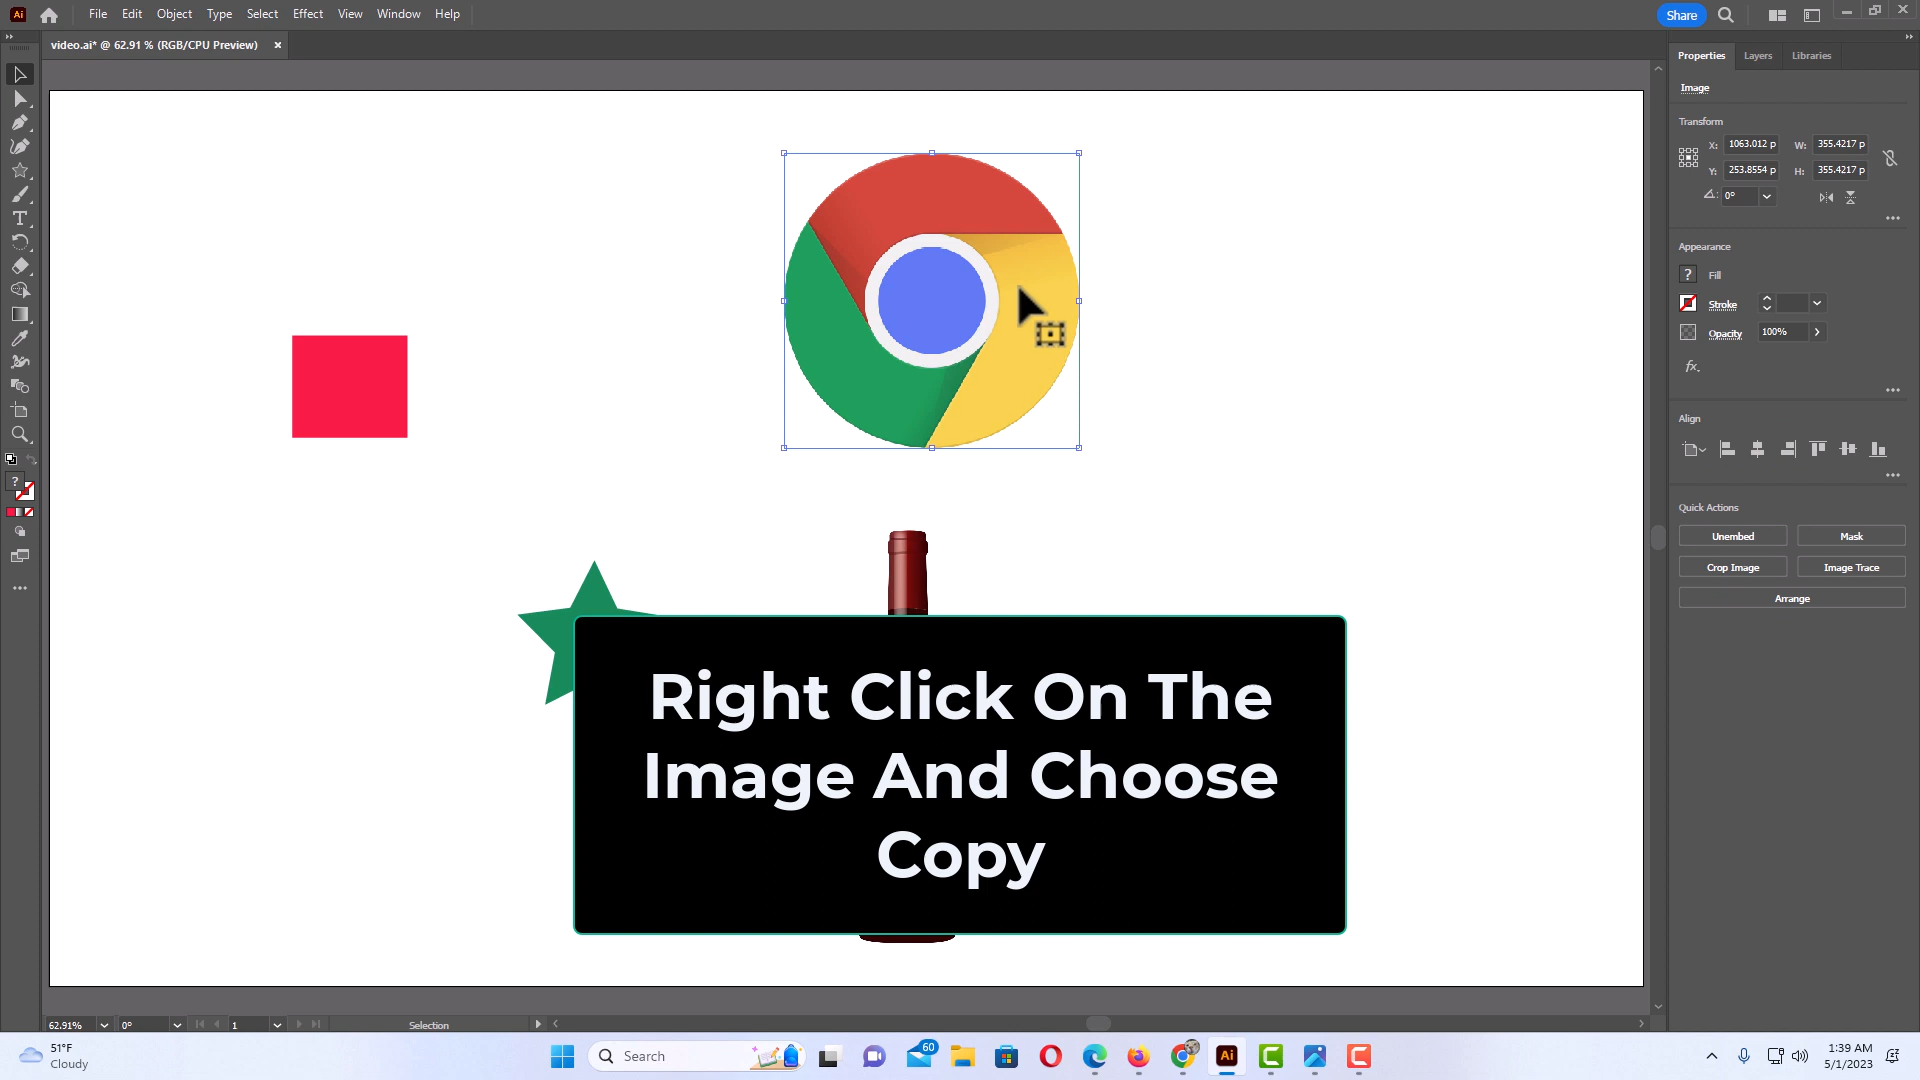 Ai File Edit Object Type Select Effect View Window Help Share
video.ai* @ 62.91 % (RGB/CPU Preview) ×
Properties Layers Libraries
Image
Transform
X: 1063.012 p W: 355.4217 p
Y: 253.8554 p H: 355.4217 p
0°
Appearance
? Fill
Stroke
Opacity 100%
fx.
Align
Quick Actions
Unembed Mask
Crop Image Image Trace
Arrange
?
Right Click On The
Image And Choose
Copy
62.91% 0° 1 Selection
51°F
Cloudy
Search
60
Ai
1:39 AM
5/1/2023